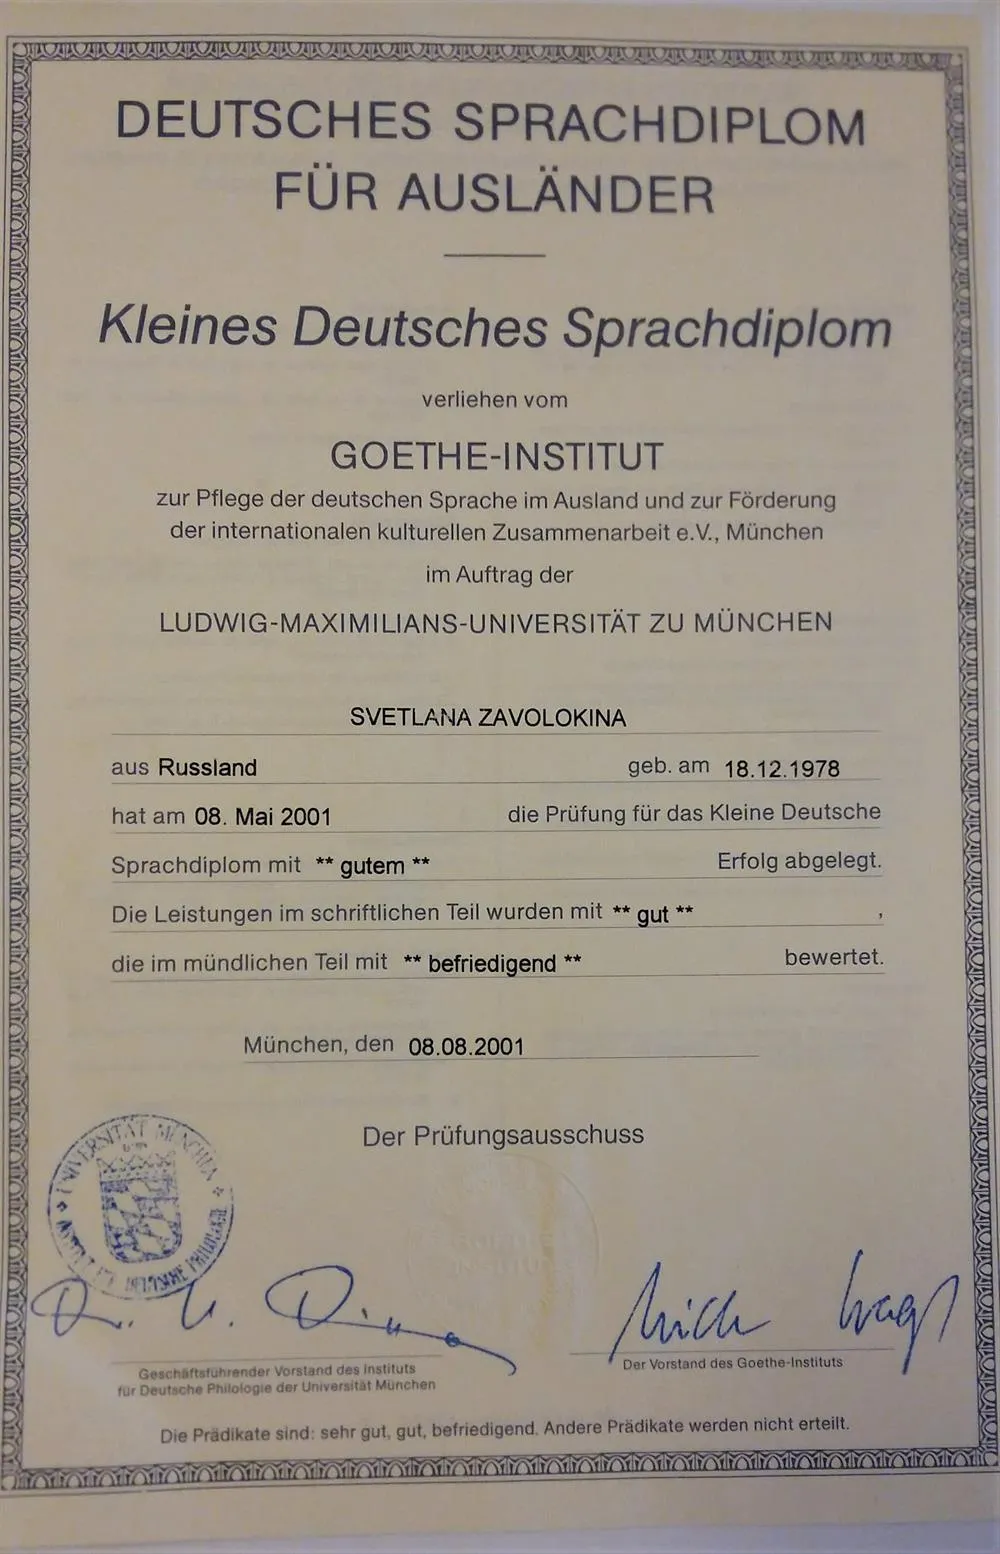 DEUTSCHES SPRACHDIPLOM
FÜR AUSLÄNDER
Kleines Deutsches Sprachdiplom
verliehen vom
GOETHE-INSTITUT
zur Pflege der deutschen Sprache im Ausland und zur Förderung
der internationalen kulturellen Zusammenarbeit e.V., München
im Auftrag der
LUDWIG-MAXIMILIANS-UNIVERSITÄT ZU MÜNCHEN
SVETLANA ZAVOLOKINA
aus Russland geb. am 18.12.1978
hat am 08. Mai 2001 die Prüfung für das Kleine Deutsche
Sprachdiplom mit ** gutem ** Erfolg abgelegt.
Die Leistungen im schriftlichen Teil wurden mit ** gut ** ,
die im mündlichen Teil mit ** befriedigend ** bewertet.
München, den 08.08.2001
Der Prüfungsausschuss
UNIVERSITÄT MÜNCHEN
DEUTSCHE PHILOLOGIE
Geschäftsführender Vorstand des Instituts
für Deutsche Philologie der Universität München
Der Vorstand des Goethe-Instituts
Die Prädikate sind: sehr gut, gut, befriedigend. Andere Prädikate werden nicht erteilt.